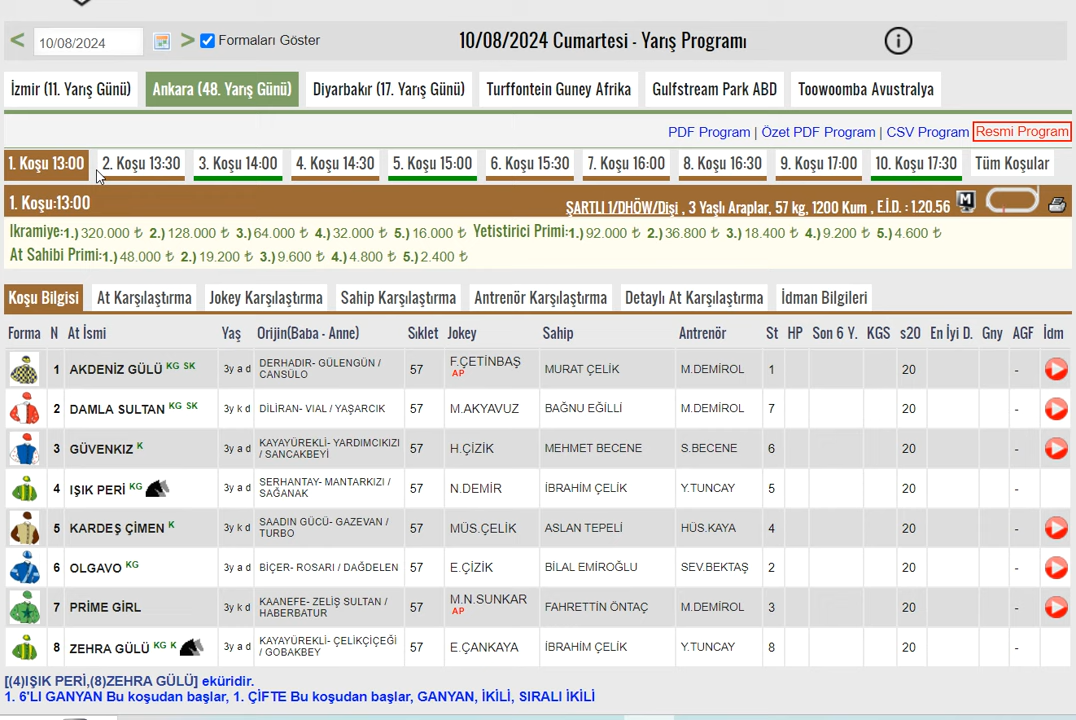 < 10/08/2024 > Formaları Göster 10/08/2024 Cumartesi - Yarış Programı i
İzmir (11. Yarış Günü) Ankara (48. Yarış Günü) Diyarbakır (17. Yarış Günü) Turffontein Guney Afrika Gulfstream Park ABD Toowoomba Avustralya
PDF Program | Özet PDF Program | CSV Program Resmi Program
1. Koşu 13:00 2. Koşu 13:30 3. Koşu 14:00 4. Koşu 14:30 5. Koşu 15:00 6. Koşu 15:30 7. Koşu 16:00 8. Koşu 16:30 9. Koşu 17:00 10. Koşu 17:30 Tüm Koşular
1. Koşu:13:00 ŞARTLI 1/DHÖW/Dişi , 3 Yaşlı Araplar, 57 kg, 1200 Kum , E.İ.D. : 1.20.56 M
Ikramiye:1.) 320.000 ₺ 2.) 128.000 ₺ 3.) 64.000 ₺ 4.) 32.000 ₺ 5.) 16.000 ₺ Yetistirici Primi:1.) 92.000 ₺ 2.) 36.800 ₺ 3.) 18.400 ₺ 4.) 9.200 ₺ 5.) 4.600 ₺
At Sahibi Primi:1.) 48.000 ₺ 2.) 19.200 ₺ 3.) 9.600 ₺ 4.) 4.800 ₺ 5.) 2.400 ₺
Koşu Bilgisi At Karşılaştırma Jokey Karşılaştırma Sahip Karşılaştırma Antrenör Karşılaştırma Detaylı At Karşılaştırma İdman Bilgileri
Forma N At İsmi Yaş Orijin(Baba - Anne) Sıklet Jokey Sahip Antrenör St HP Son 6 Y. KGS s20 En İyi D. Gny AGF İdm
1 AKDENİZ GÜLÜ KG SK 3y a d DERHADIR- GÜLENGÜN / CANSÜLO 57 F.ÇETİNBAŞ AP MURAT ÇELİK M.DEMİROL 1 20 -
2 DAMLA SULTAN KG SK 3y k d DİLİRAN- VIAL / YAŞARCIK 57 M.AKYAVUZ BAĞNU EĞİLLİ M.DEMİROL 7 20 -
3 GÜVENKIZ K 3y a d KAYAYÜREKLİ- YARDIMCIKIZI / SANCAKBEYİ 57 H.ÇİZİK MEHMET BECENE S.BECENE 6 20 -
4 IŞIK PERİ KG 3y a d SERHANTAY- MANTARKIZI / SAĞANAK 57 N.DEMİR İBRAHİM ÇELİK Y.TUNCAY 5 20 -
5 KARDEŞ ÇİMEN K 3y k d SAADIN GÜCÜ- GAZEVAN / TURBO 57 MÜS.ÇELİK ASLAN TEPELİ HÜS.KAYA 4 20 -
6 OLGAVO KG 3y a d BİÇER- ROSARI / DAĞDELEN 57 E.ÇİZİK BİLAL EMİROĞLU SEV.BEKTAŞ 2 20 -
7 PRİME GİRL 3y k d KAANEFE- ZELİŞ SULTAN / HABERBATUR 57 M.N.SUNKAR AP FAHRETTİN ÖNTAÇ M.DEMİROL 3 20 -
8 ZEHRA GÜLÜ KG K 3y a d KAYAYÜREKLİ- ÇELİKÇİÇEĞİ / GOBAKBEY 57 E.ÇANKAYA İBRAHİM ÇELİK Y.TUNCAY 8 20 -
[(4)IŞIK PERİ,(8)ZEHRA GÜLÜ] eküridir.
1. 6'LI GANYAN Bu koşudan başlar, 1. ÇİFTE Bu koşudan başlar, GANYAN, İKİLİ, SIRALI İKİLİ